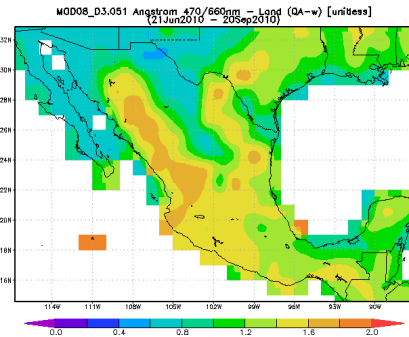 MOD08_D3.051 Angstrom 470/660nm – Land (QA-w) [unitless]
(21Jun2010 – 20Sep2010)
32N
30N
28N
26N
24N
22N
20N
18N
16N
114W 111W 108W 105W 102W 99W 96W 93W 90W
0.0 0.4 0.8 1.2 1.6 2.0